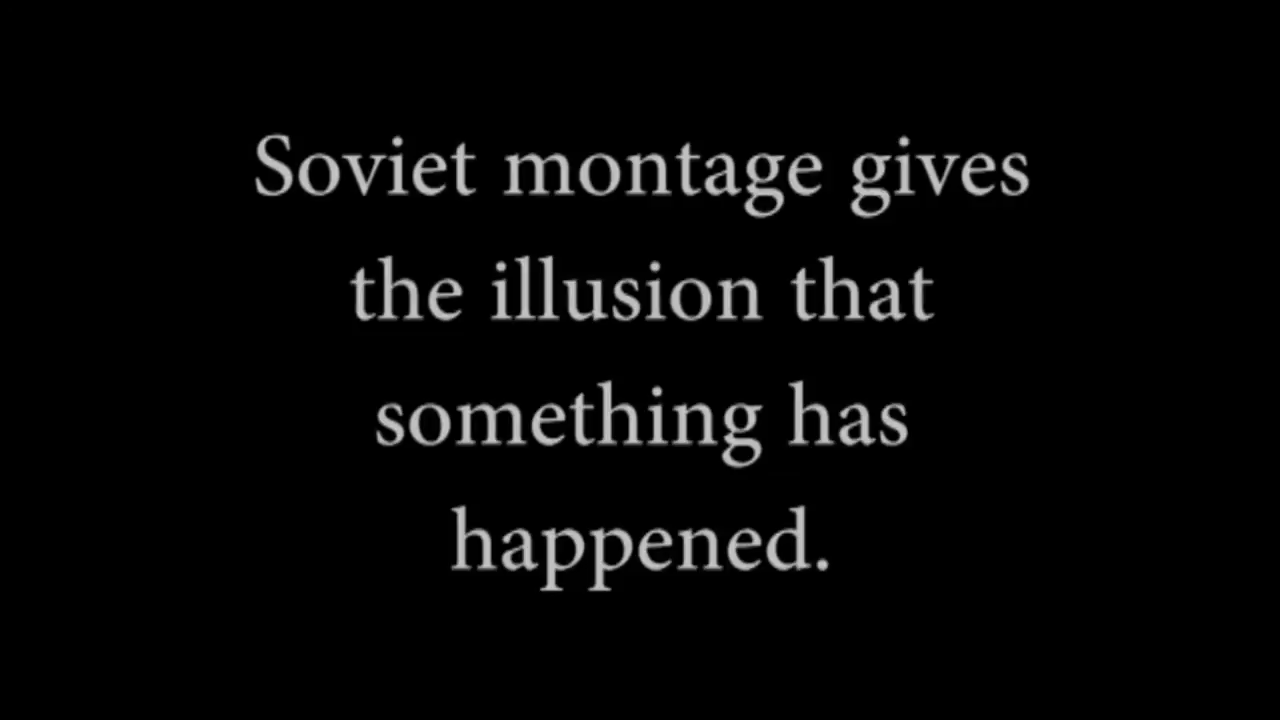 Soviet montage gives
the illusion that
something has
happened.